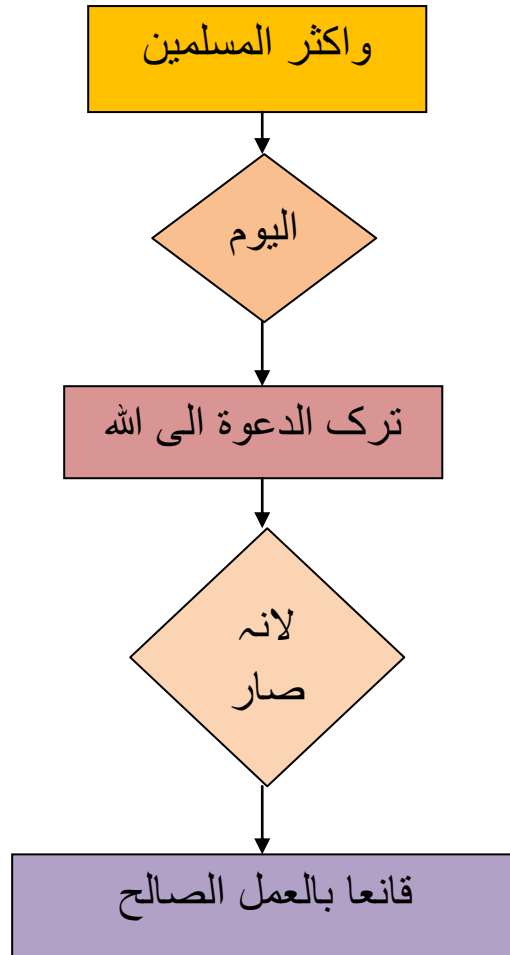 واكثر المسلمين
اليوم
ترک الدعوة الى الله
لانہ
صار
قانعا بالعمل الصالح